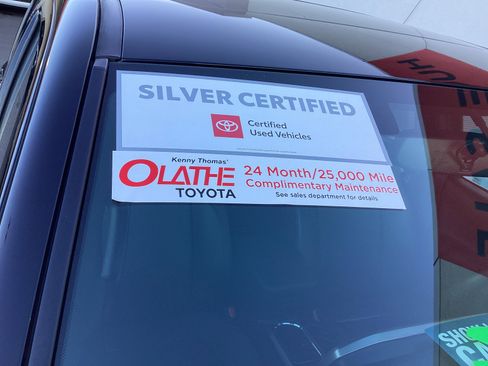 SILVER CERTIFIED
Certified
Used Vehicles
Kenny Thomas'
OLATHE
TOYOTA
24 Month/25,000 Mile
Complimentary Maintenance
See sales department for details